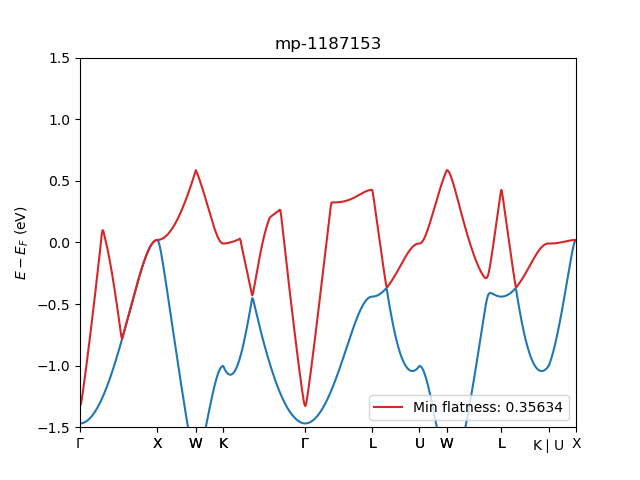 mp-1187153
E − E_F (eV)
1.5
1.0
0.5
0.0
−0.5
−1.0
−1.5
Min flatness: 0.35634
Γ X W K Γ L U W L K | U X